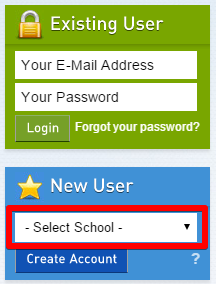 Existing User
Your E-Mail Address
Your Password
Login Forgot your password?
New User
- Select School -
Create Account ?